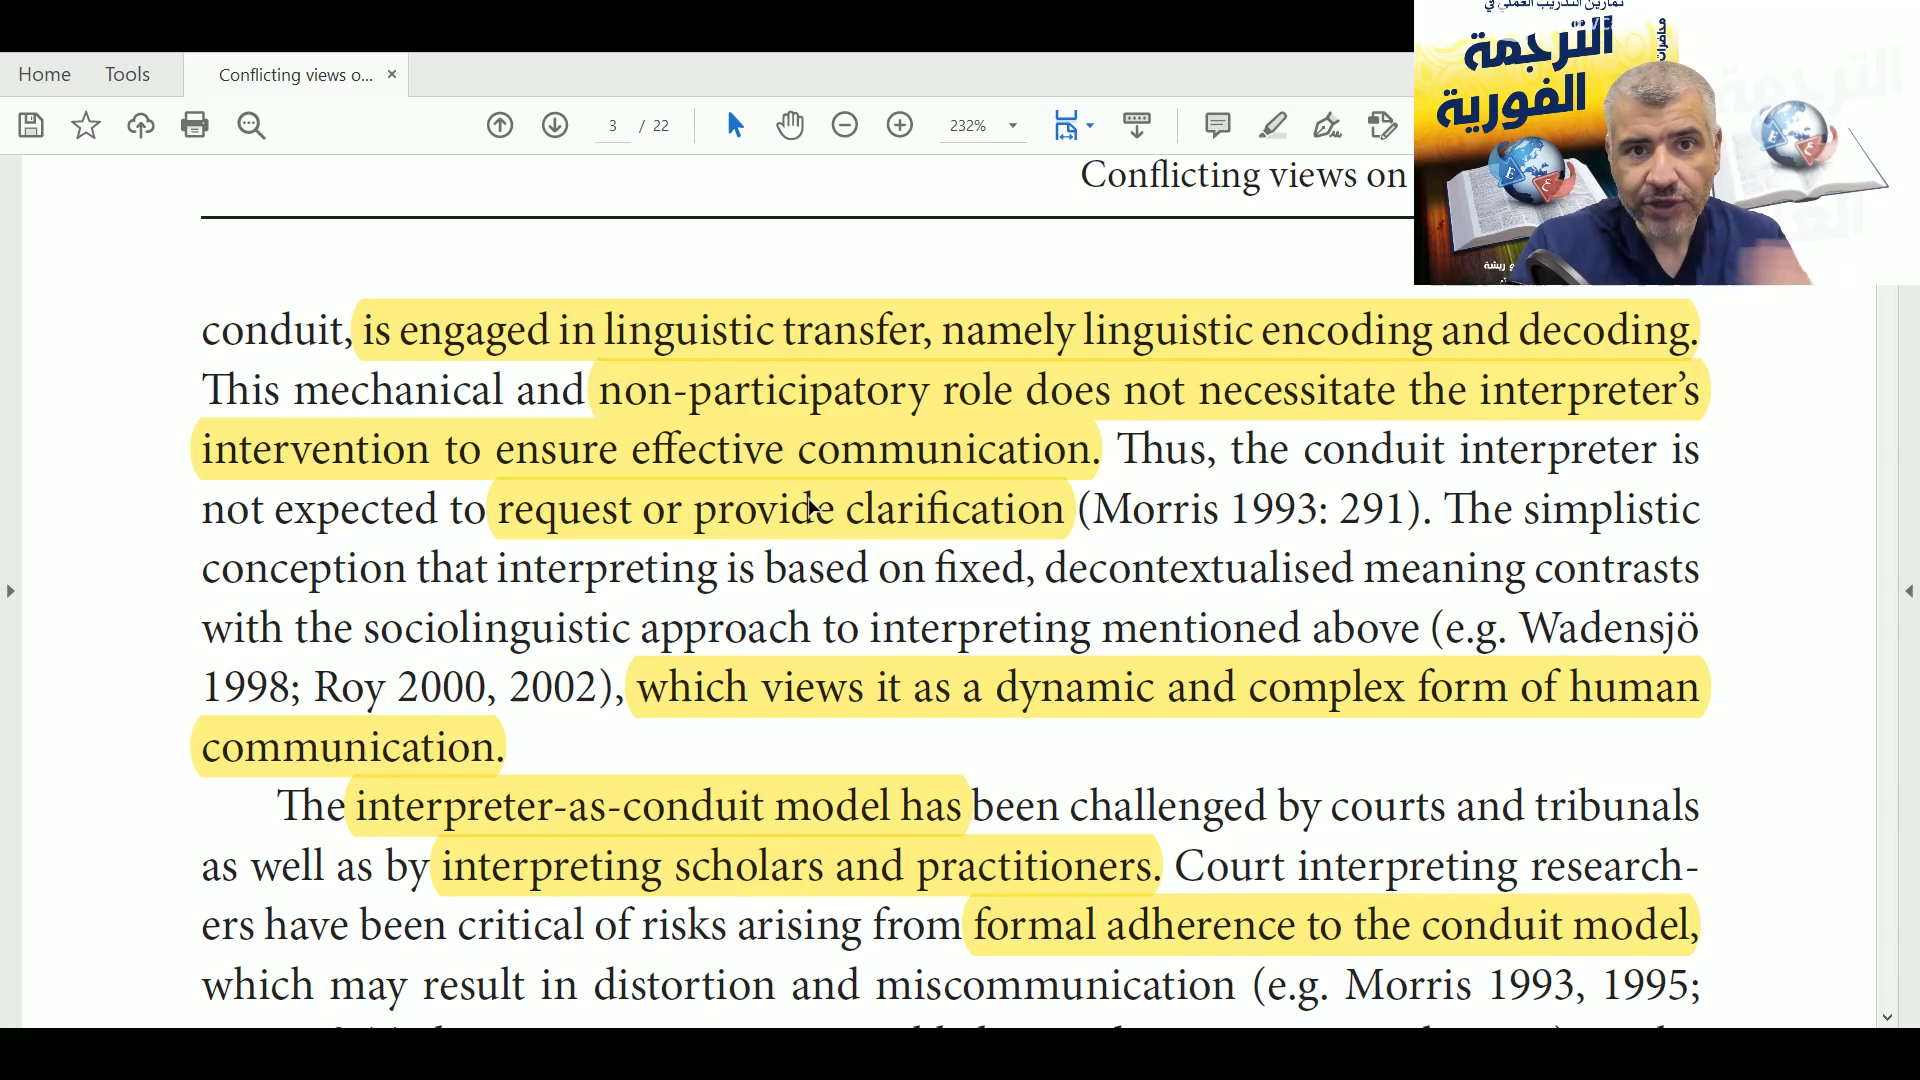 Home
Tools
Conflicting views o...
3 / 22
232%
تمارين التدريب العملي في
الترجمة
الفورية
محاضرات
E
ع
Conflicting views on
conduit, is engaged in linguistic transfer, namely linguistic encoding and decoding.
This mechanical and non-participatory role does not necessitate the interpreter’s
intervention to ensure effective communication. Thus, the conduit interpreter is
not expected to request or provide clarification (Morris 1993: 291). The simplistic
conception that interpreting is based on fixed, decontextualised meaning contrasts
with the sociolinguistic approach to interpreting mentioned above (e.g. Wadensjö
1998; Roy 2000, 2002), which views it as a dynamic and complex form of human
communication.
The interpreter-as-conduit model has been challenged by courts and tribunals
as well as by interpreting scholars and practitioners. Court interpreting research-
ers have been critical of risks arising from formal adherence to the conduit model,
which may result in distortion and miscommunication (e.g. Morris 1993, 1995;